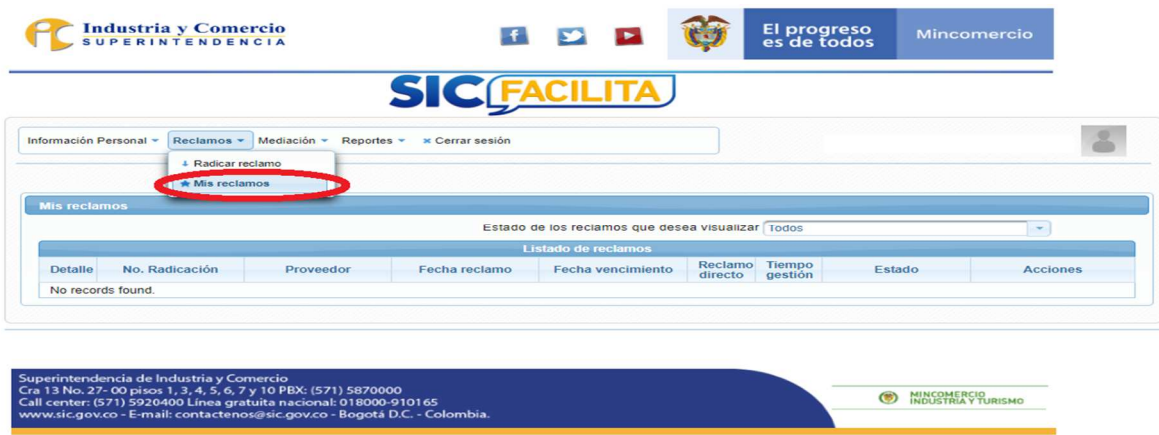 Industria y Comercio
SUPERINTENDENCIA
El progreso
es de todos
Mincomercio
SIC FACILITA
Información Personal Reclamos Mediación Reportes Cerrar sesión
Radicar reclamo
Mis reclamos
Mis reclamos
Estado de los reclamos que desea visualizar Todos
Listado de reclamos
Detalle No. Radicación Proveedor Fecha reclamo Fecha vencimiento Reclamo directo Tiempo gestión Estado Acciones
No records found.
Superintendencia de Industria y Comercio
Cra 13 No. 27- 00 pisos 1, 3, 4, 5, 6, 7 y 10 PBX: (571) 5870000
Call center: (571) 5920400 Línea gratuita nacional: 018000-910165
www.sic.gov.co - E-mail: contactenos@sic.gov.co - Bogotá D.C. - Colombia.
MINCOMERCIO
INDUSTRIA Y TURISMO